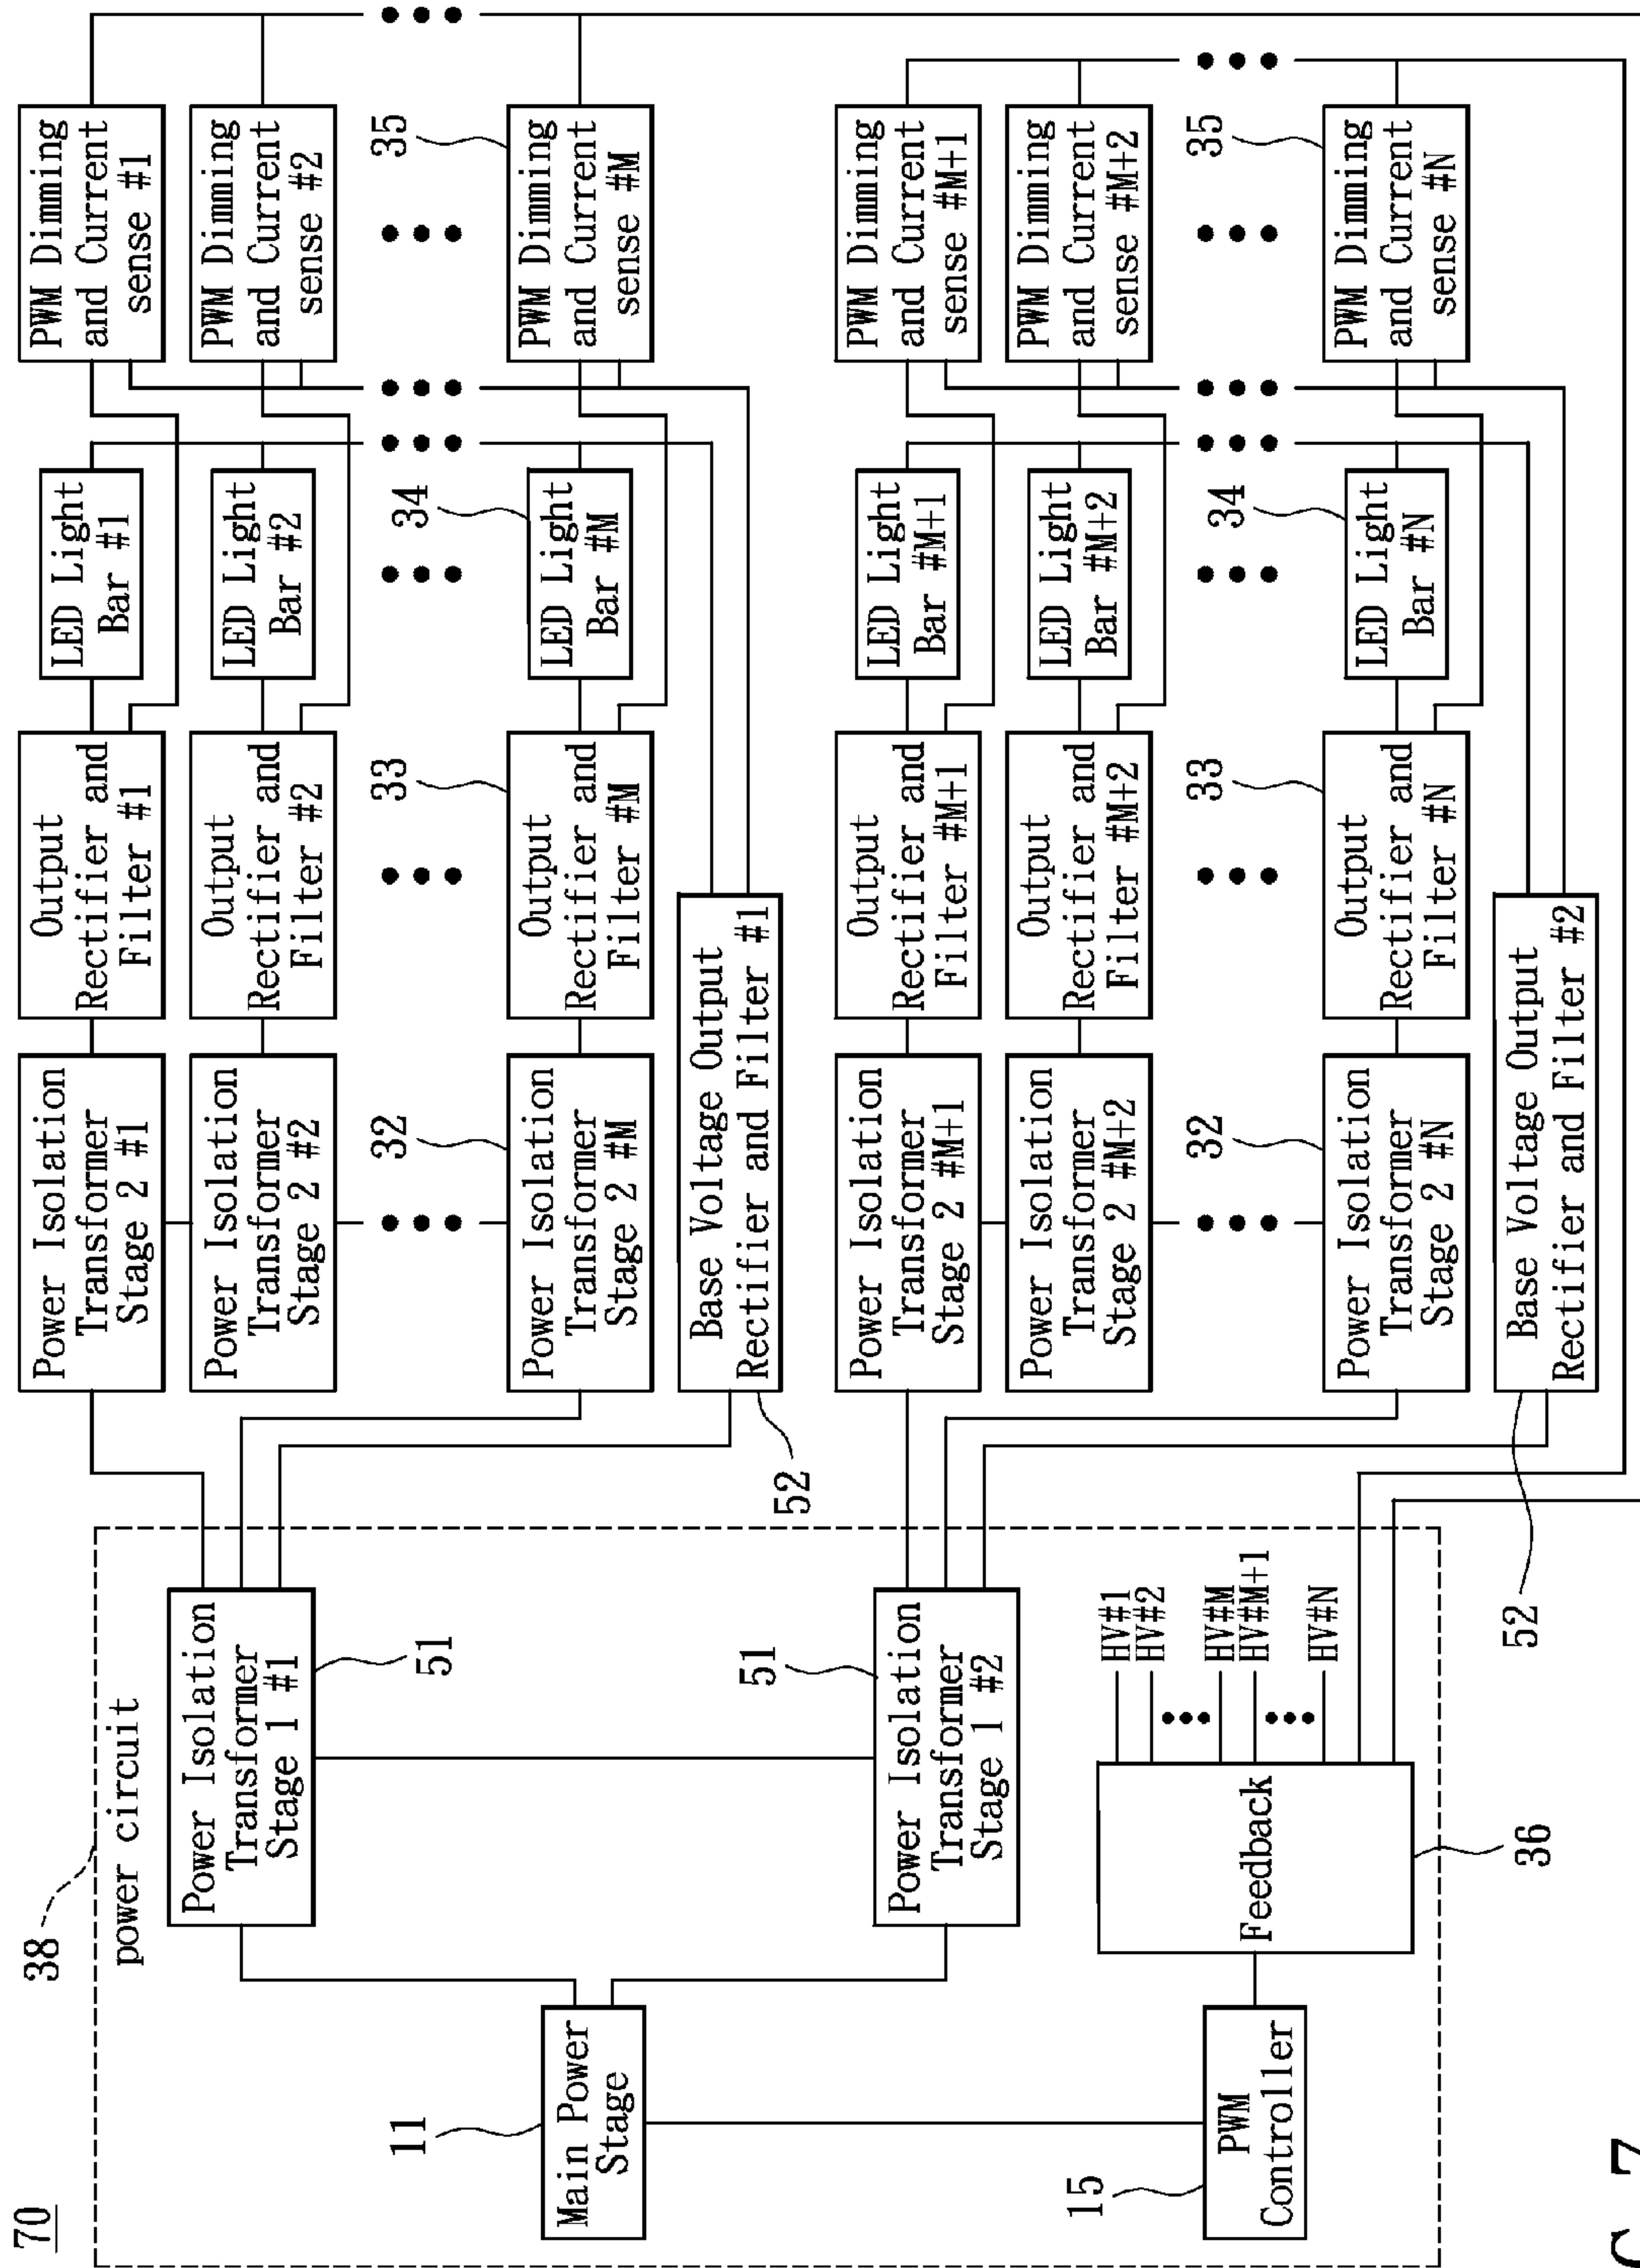 70
38
power circuit
11
Main Power
Stage
15
PWM
Controller
Power Isolation
Transformer
Stage 1 #1
51
51
Power Isolation
Transformer
Stage 1 #2
Feedback
36
HV#1
HV#2
HV#M
HV#M+1
HV#N
Power Isolation
Transformer
Stage 2 #1
Power Isolation
Transformer
Stage 2 #2
32
Power Isolation
Transformer
Stage 2 #M
Base Voltage Output
Rectifier and Filter #1
52
Output
Rectifier and
Filter #1
Output
Rectifier and
Filter #2
33
Output
Rectifier and
Filter #M
LED Light
Bar #1
LED Light
Bar #2
34
LED Light
Bar #M
PWM Dimming
and Current
sense #1
PWM Dimming
and Current
sense #2
35
PWM Dimming
and Current
sense #M
Power Isolation
Transformer
Stage 2 #M+1
Power Isolation
Transformer
Stage 2 #M+2
32
Power Isolation
Transformer
Stage 2 #N
Base Voltage Output
Rectifier and Filter #2
52
Output
Rectifier and
Filter #M+1
Output
Rectifier and
Filter #M+2
33
Output
Rectifier and
Filter #N
LED Light
Bar #M+1
LED Light
Bar #M+2
34
LED Light
Bar #N
PWM Dimming
and Current
sense #M+1
PWM Dimming
and Current
sense #M+2
35
PWM Dimming
and Current
sense #N